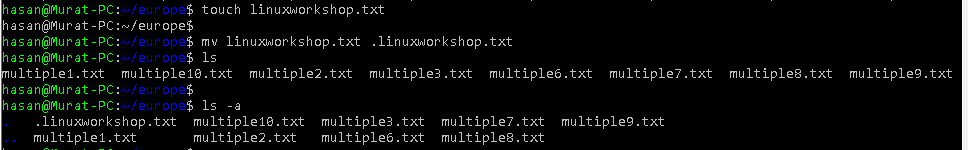 hasan@Murat-PC:~/europe$ touch linuxworkshop.txt
hasan@Murat-PC:~/europe$
hasan@Murat-PC:~/europe$ mv linuxworkshop.txt .linuxworkshop.txt
hasan@Murat-PC:~/europe$ ls
multiple1.txt  multiple10.txt  multiple2.txt  multiple3.txt  multiple6.txt  multiple7.txt  multiple8.txt  multiple9.txt
hasan@Murat-PC:~/europe$
hasan@Murat-PC:~/europe$ ls -a
.   .linuxworkshop.txt  multiple10.txt  multiple3.txt  multiple7.txt  multiple9.txt
..  multiple1.txt       multiple2.txt   multiple6.txt  multiple8.txt